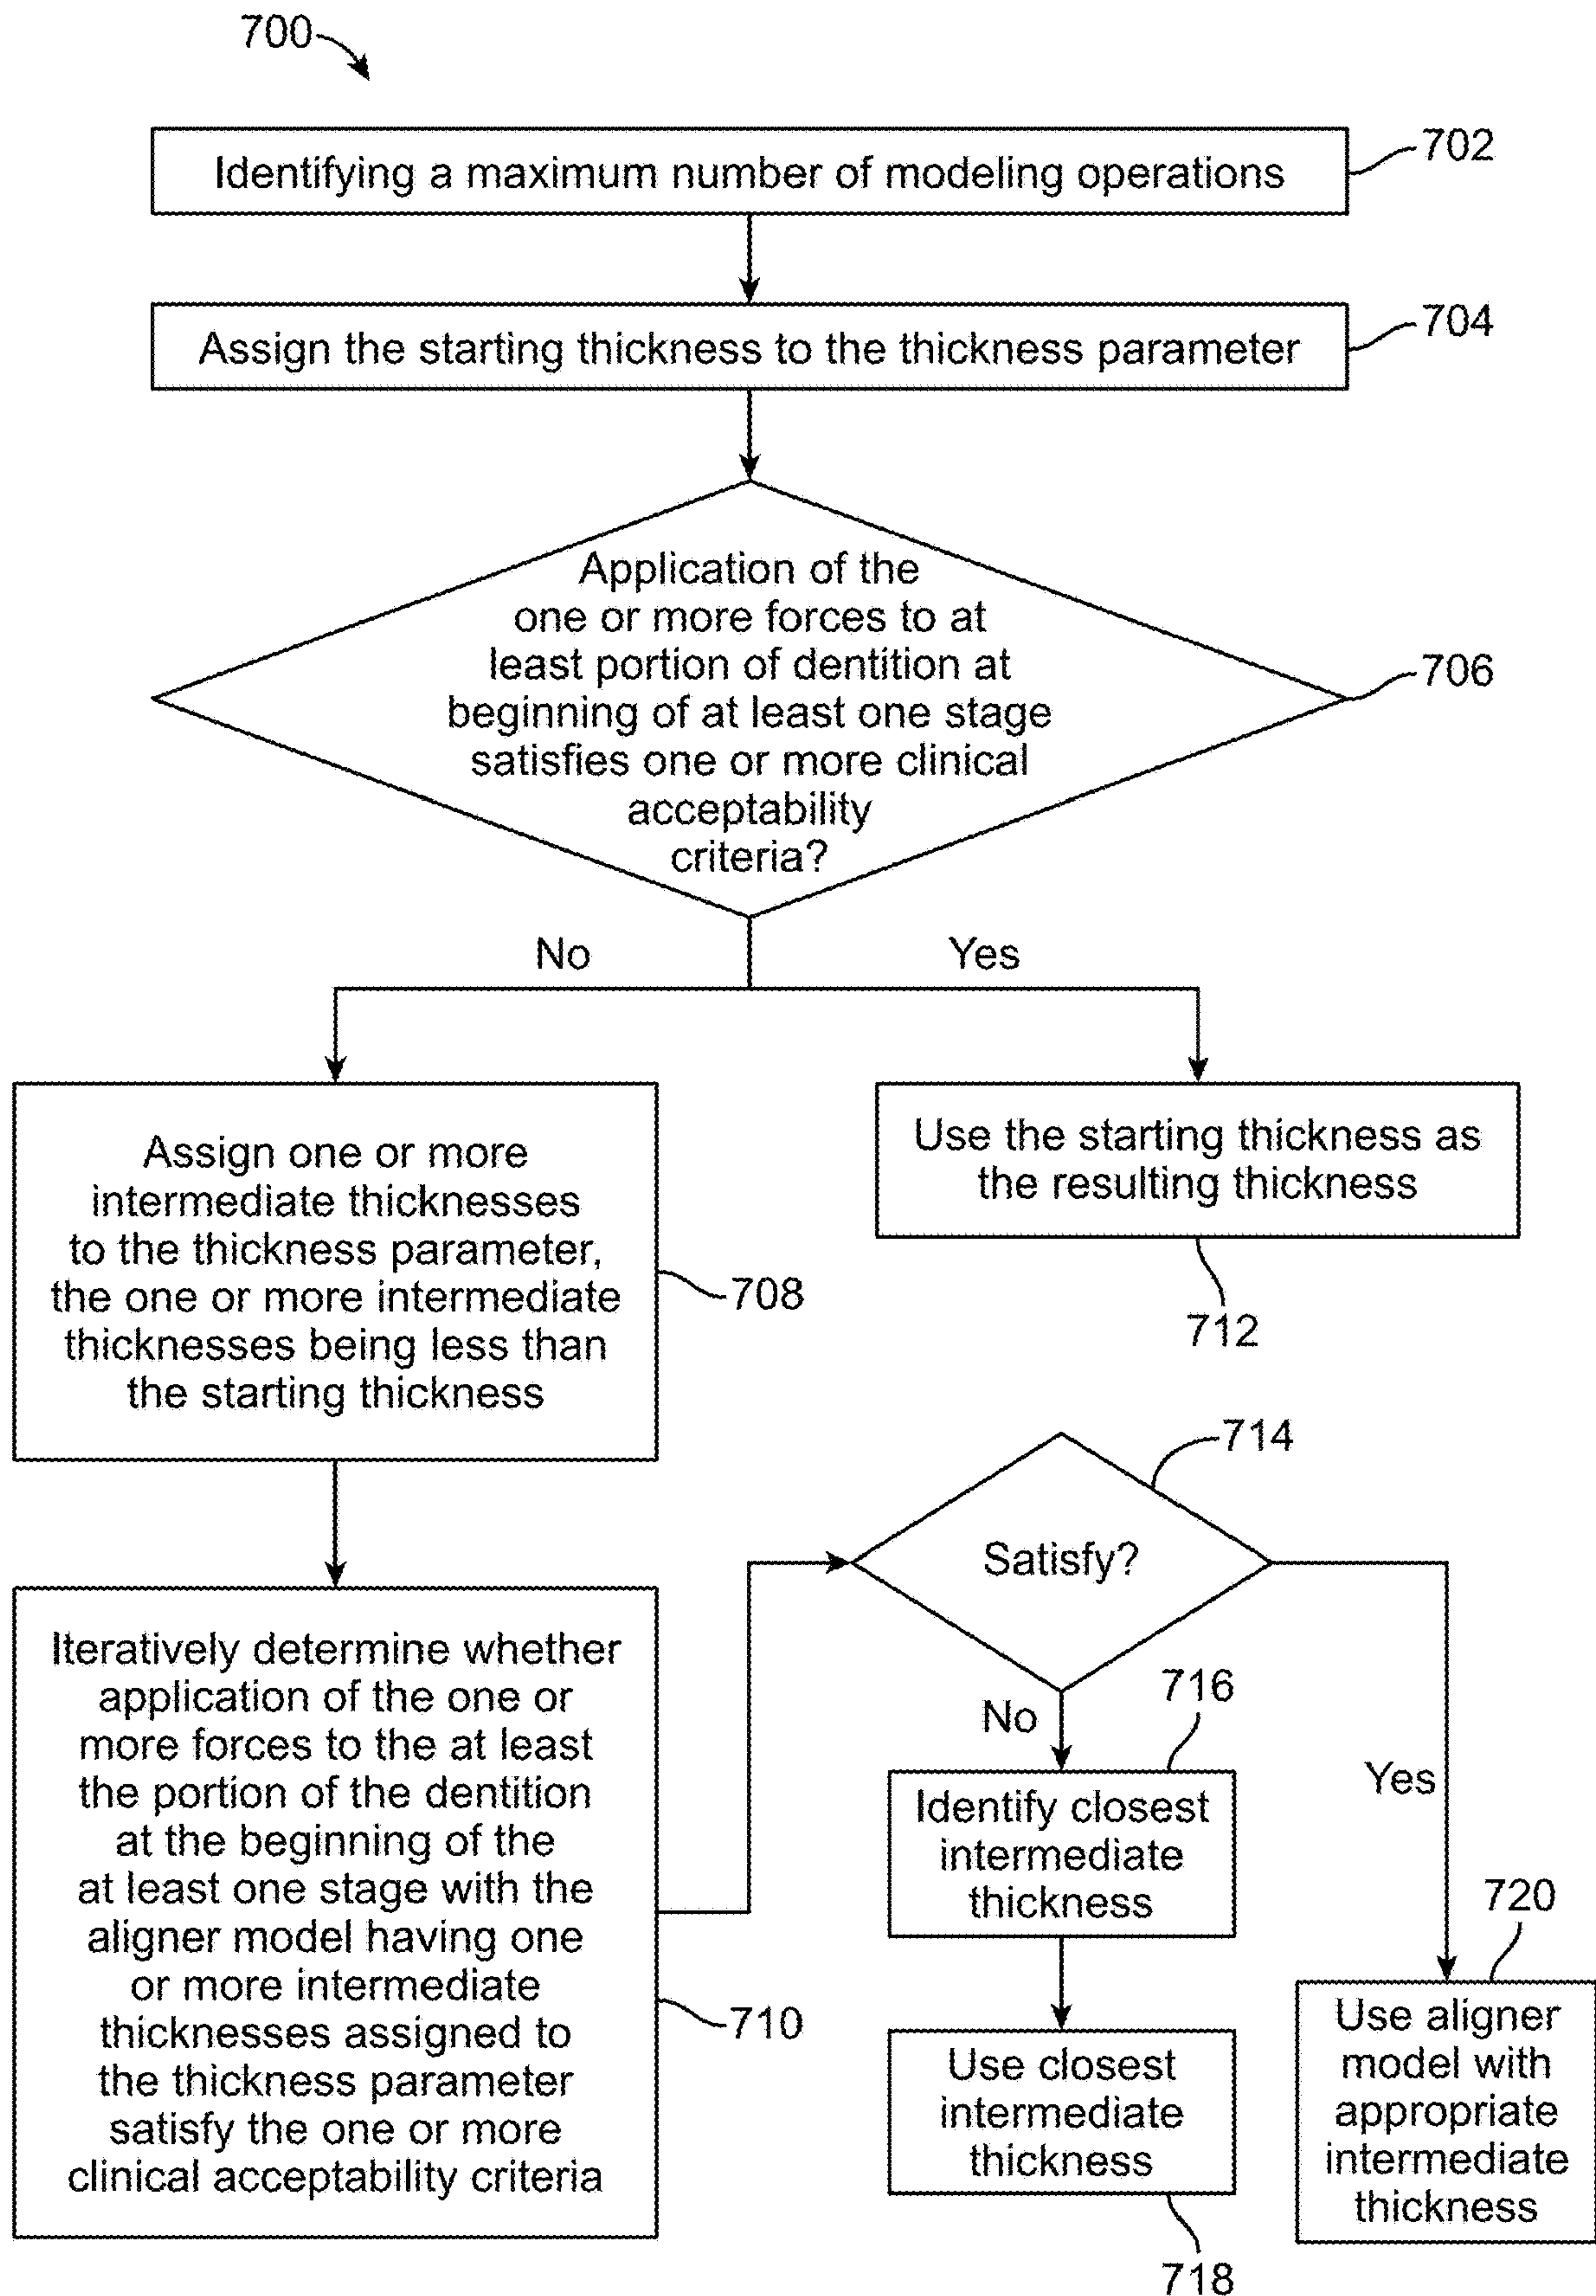 700
Identifying a maximum number of modeling operations
702
Assign the starting thickness to the thickness parameter
704
Application of the
one or more forces to at
least portion of dentition at
beginning of at least one stage
satisfies one or more clinical
acceptability
criteria?
706
No
Yes
Assign one or more
intermediate thicknesses
to the thickness parameter,
the one or more intermediate
thicknesses being less than
the starting thickness
708
Use the starting thickness as
the resulting thickness
712
Iteratively determine whether
application of the one or
more forces to the at least
the portion of the dentition
at the beginning of the
at least one stage with the
aligner model having one
or more intermediate
thicknesses assigned to
the thickness parameter
satisfy the one or more
clinical acceptability criteria
710
714
Satisfy?
No
Yes
716
Identify closest
intermediate
thickness
Use closest
intermediate
thickness
718
720
Use aligner
model with
appropriate
intermediate
thickness